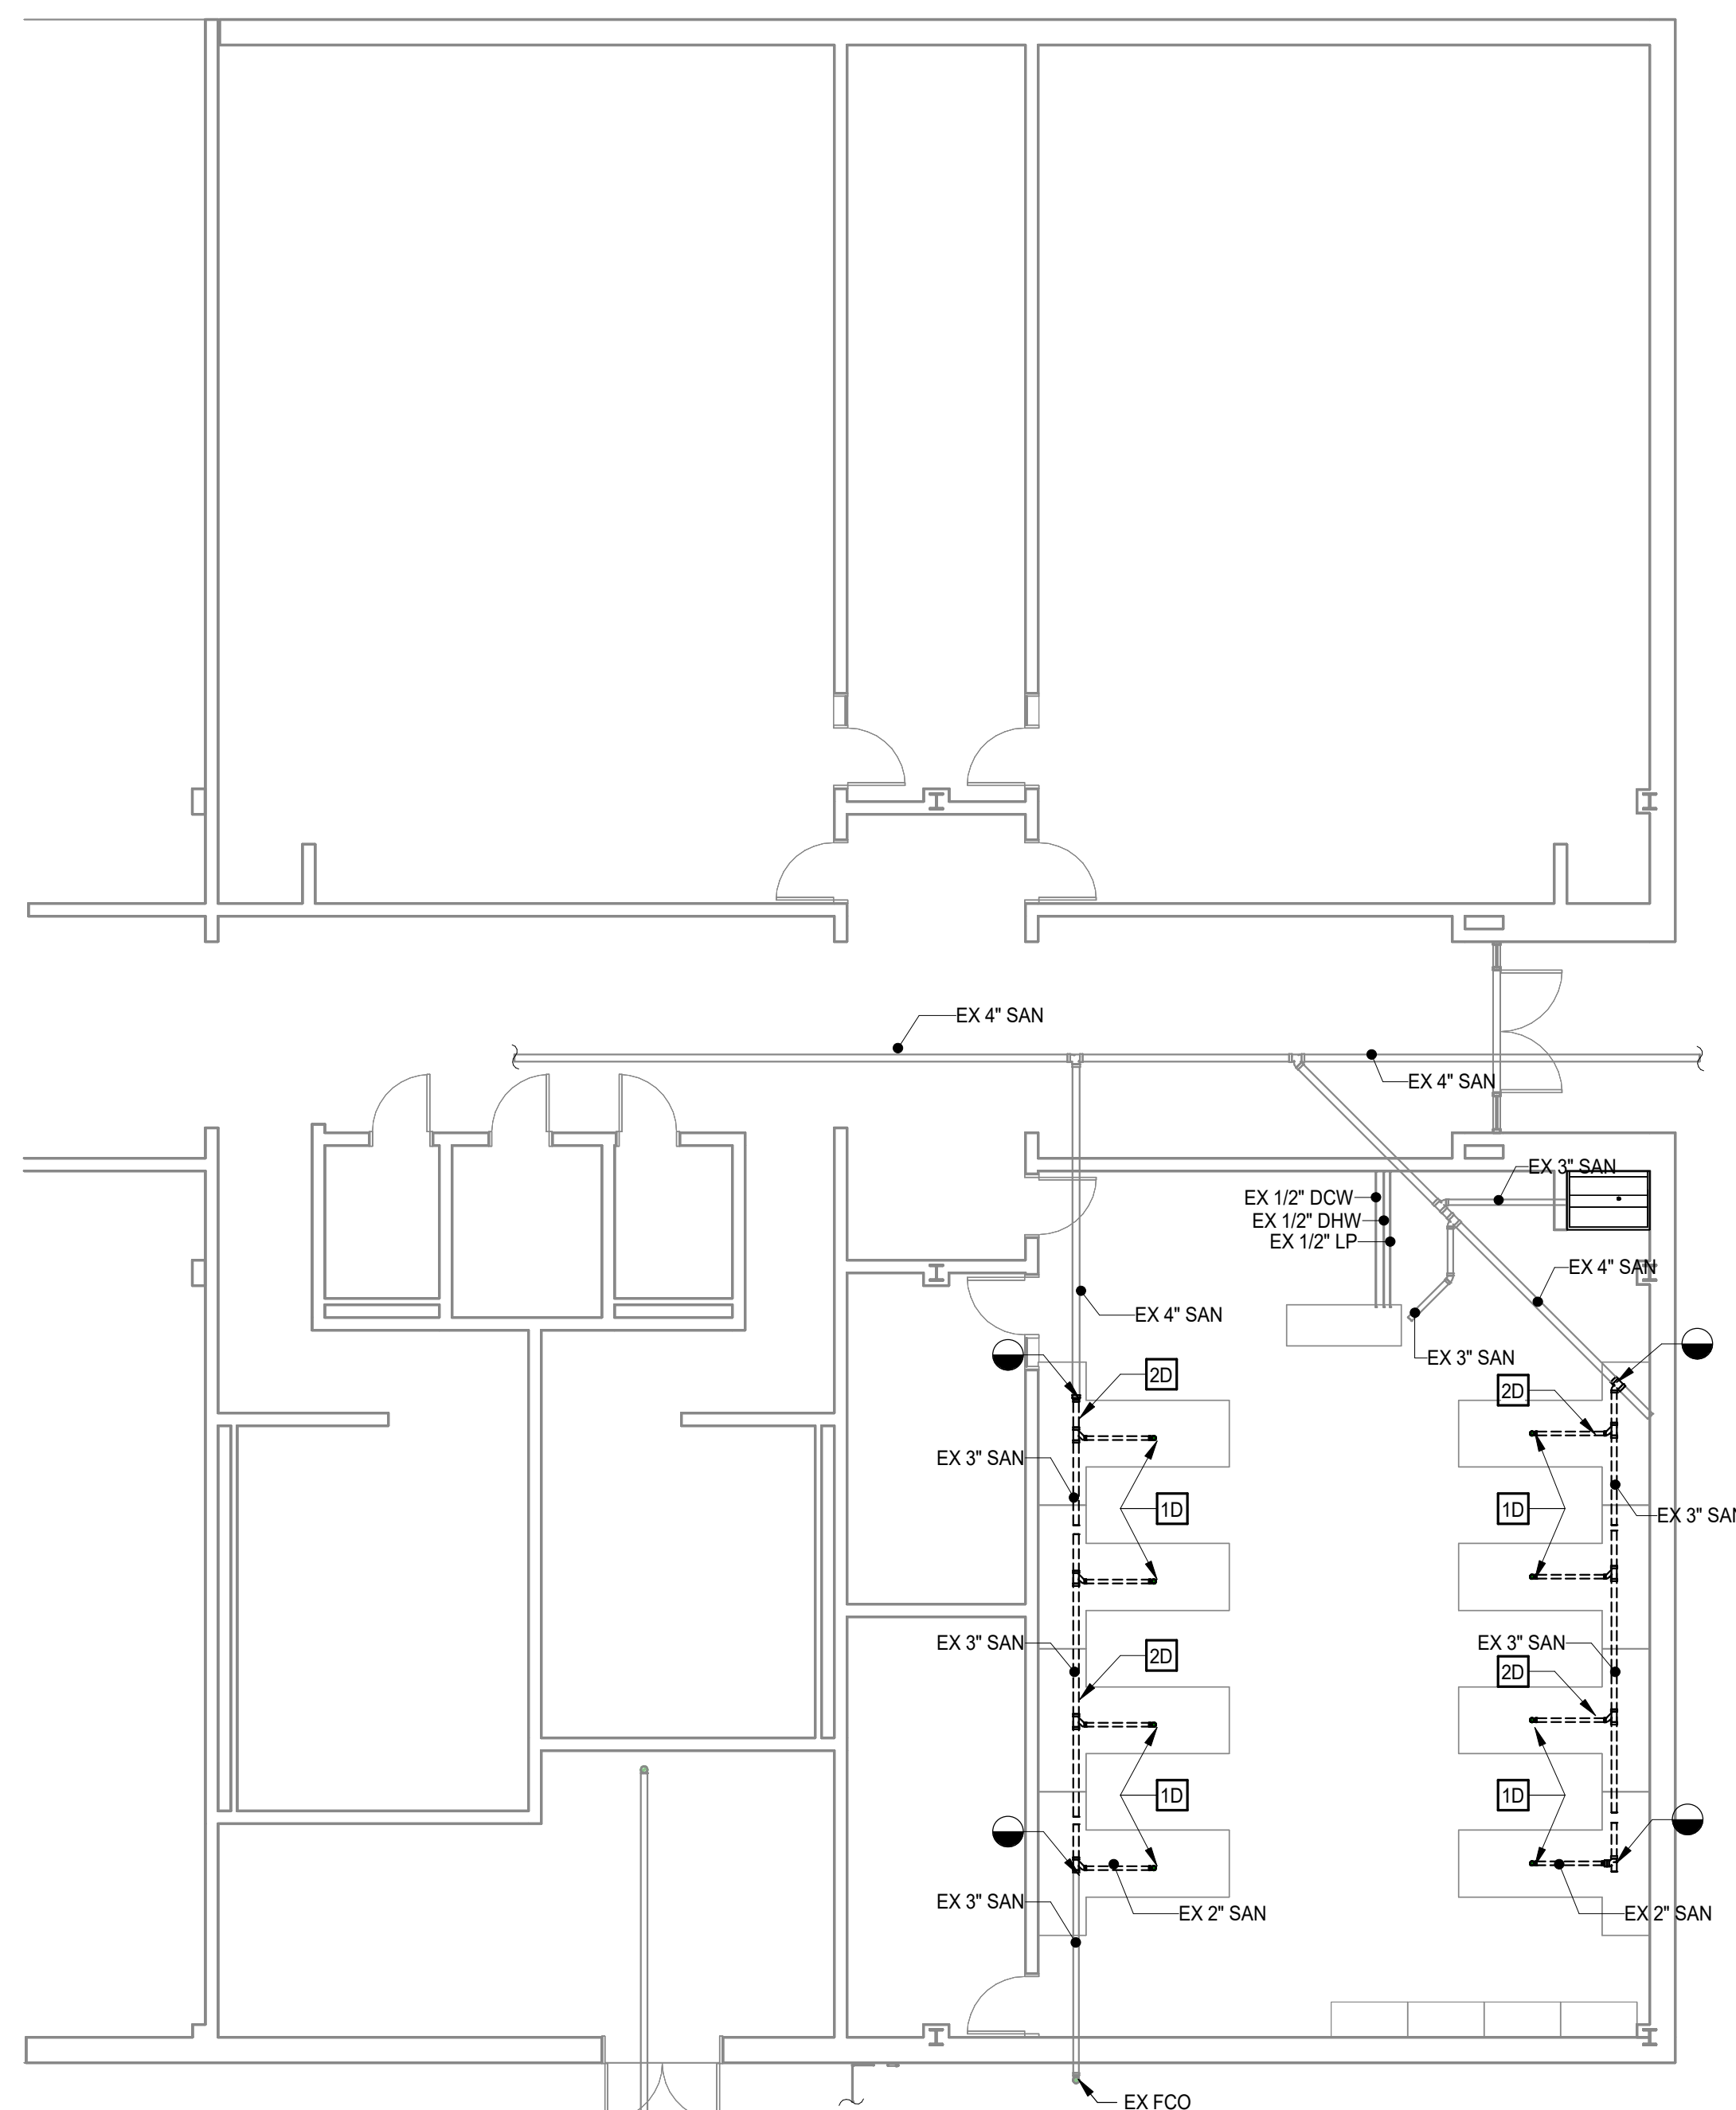 EX 4" SAN
EX 4" SAN
EX 3" SAN
EX 1/2" DCW
EX 1/2" DHW
EX 1/2" LP
EX 4" SAN
EX 4" SAN
EX 3" SAN
2D
2D
EX 3" SAN
1D
1D
EX 3" SAN
EX 3" SAN
EX 3" SAN
2D
2D
1D
1D
EX 3" SAN
EX 2" SAN
EX 2" SAN
EX FCO